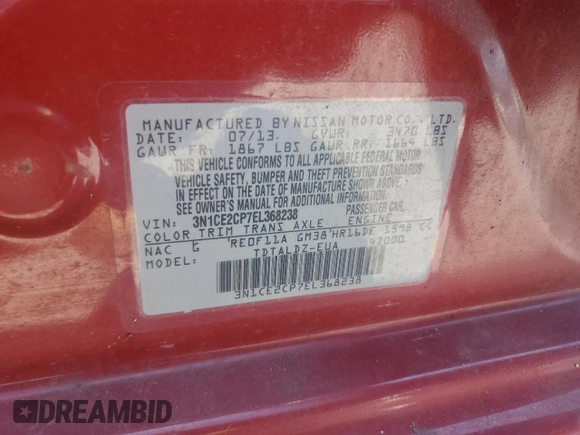 MANUFACTURED BY NISSAN MOTOR CO., LTD.
DATE: 07/13. GVWR: 3470 LBS
GAWR FR: 1867 LBS GAWR RR: 1664 LBS
THIS VEHICLE CONFORMS TO ALL APPLICABLE FEDERAL MOTOR
VEHICLE SAFETY, BUMPER AND THEFT PREVENTION STANDARDS
IN EFFECT ON THE DATE OF MANUFACTURE SHOWN ABOVE.
SEE OWNER'S MANUAL FOR ADDITIONAL INFORMATION.
VIN: 3N1CE2CP7EL368238 PASSENGER CAR
COLOR TRIM TRANS AXLE ENGINE
NAC G RE0F11A GM38 HR16DE 1598 CC
MODEL: TDTALDZ-EUA 47000
3N1CE2CP7EL368238
DREAMBID